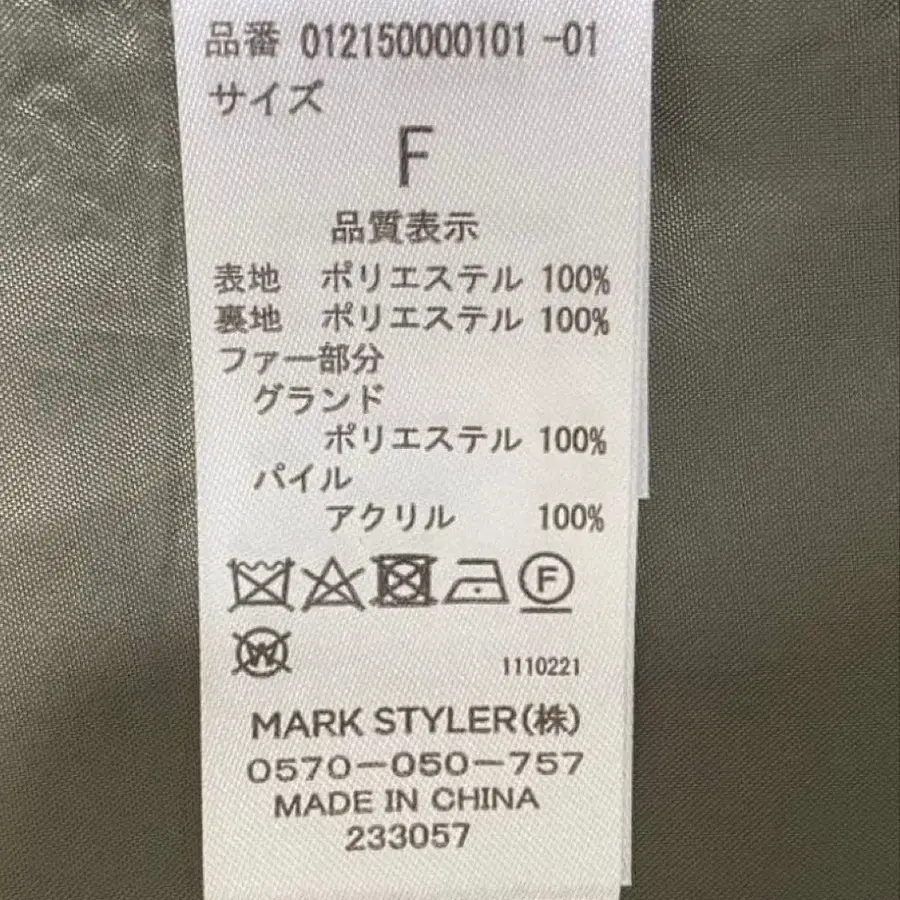 品番 012150000101 -01
サイズ
F
品質表示
表地 ポリエステル 100%
裏地 ポリエステル 100%
ファー部分
グランド
ポリエステル 100%
パイル
アクリル 100%
F
W
1110221
MARK STYLER(株)
0570-050-757
MADE IN CHINA
233057